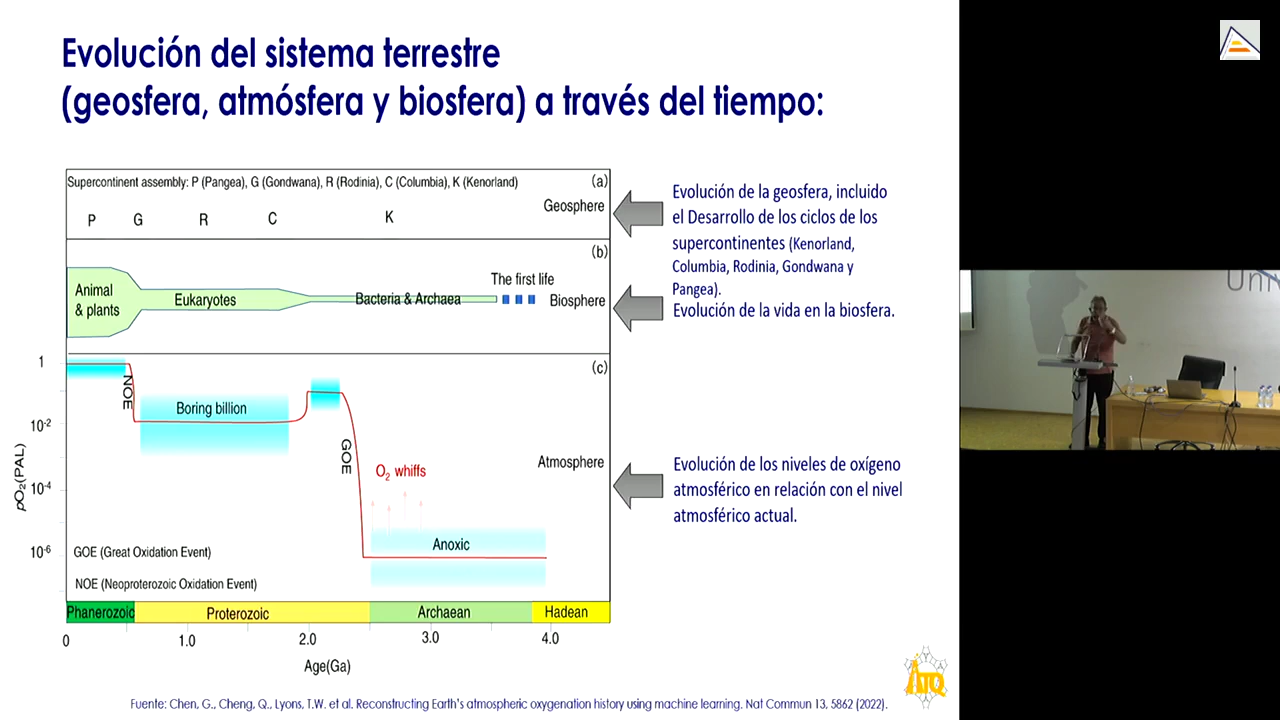 Evolución del sistema terrestre
(geosfera, atmósfera y biosfera) a través del tiempo:
Supercontinent assembly: P (Pangea), G (Gondwana), R (Rodinia), C (Columbia), K (Kenorland)
(a)
Geosphere
P G R C K
(b)
The first life
Animal
& plants
Eukaryotes
Bacteria & Archaea
Biosphere
(c)
1
10-2
10-4
10-6
pO2(PAL)
NOE
Boring billion
GOE
O2 whiffs
Atmosphere
Anoxic
GOE (Great Oxidation Event)
NOE (Neoproterozoic Oxidation Event)
Phanerozoic Proterozoic Archaean Hadean
0 1.0 2.0 3.0 4.0
Age(Ga)
Evolución de la geosfera, incluido
el Desarrollo de los ciclos de los
supercontinentes (Kenorland,
Columbia, Rodinia, Gondwana y
Pangea).
Evolución de la vida en la biosfera.
Evolución de los niveles de oxígeno
atmosférico en relación con el nivel
atmosférico actual.
ATQ
Fuente: Chen, G., Cheng, Q., Lyons, T.W. et al. Reconstructing Earth's atmospheric oxygenation history using machine learning. Nat Commun 13, 5862 (2022).